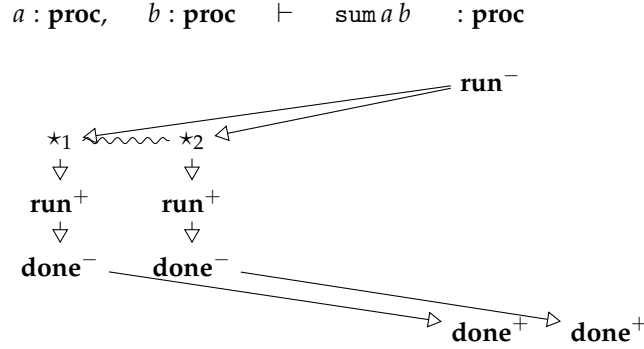 a : proc, b : proc ⊢ sum a b : proc
run⁻
⋆₁ ⋆₂
run⁺ run⁺
done⁻ done⁻
done⁺ done⁺